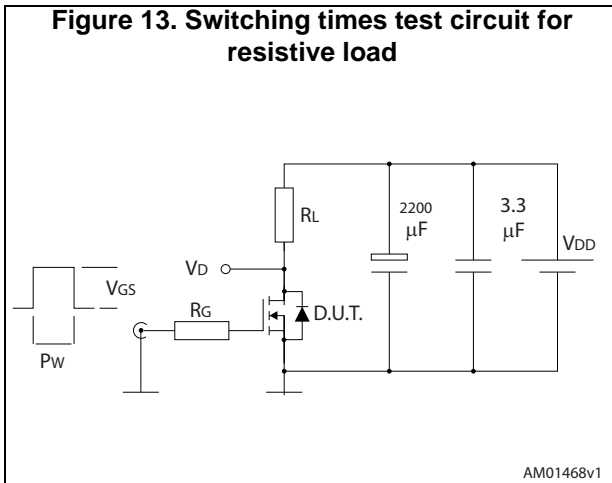 Figure 13. Switching times test circuit for
resistive load
RL
2200
μF
3.3
μF
VDD
VD
VGS
RG
D.U.T.
PW
AM01468v1